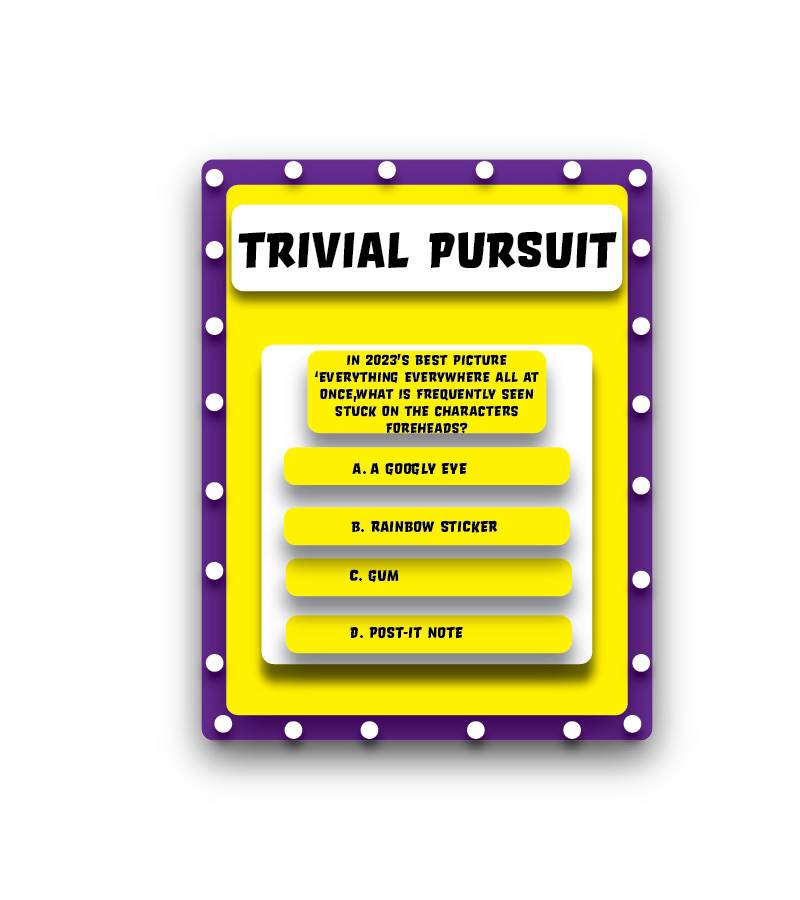 TRIVIAL PURSUIT
IN 2023'S BEST PICTURE
'EVERYTHING EVERYWHERE ALL AT
ONCE,WHAT IS FREQUENTLY SEEN
STUCK ON THE CHARACTERS
FOREHEADS?
A. A GOOGLY EYE
B. RAINBOW STICKER
C. GUM
D. POST-IT NOTE